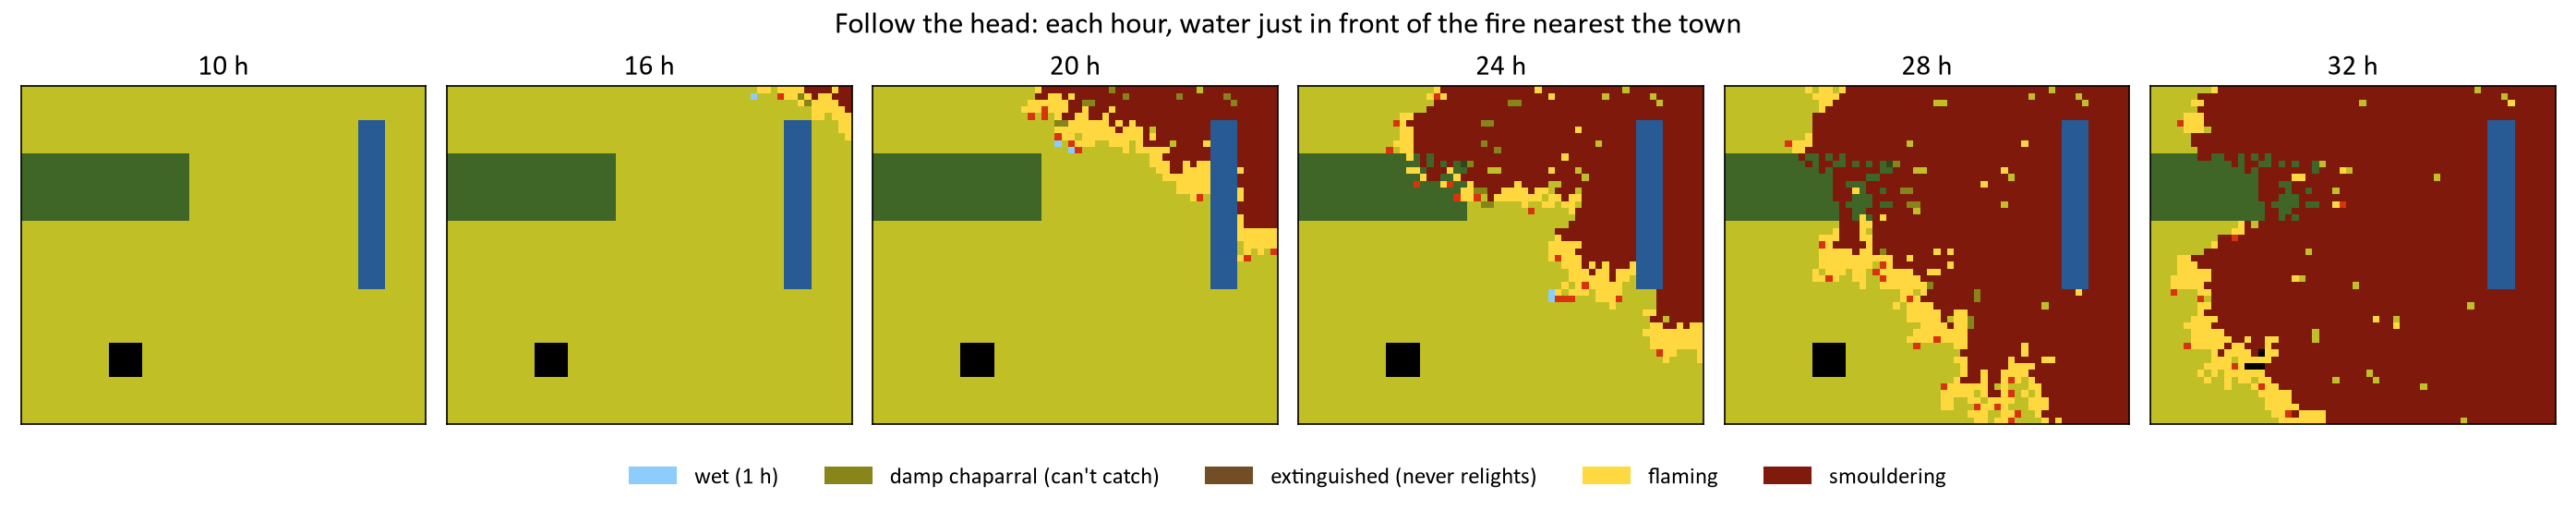 Follow the head: each hour, water just in front of the fire nearest the town
10 h
16 h
20 h
24 h
28 h
32 h
wet (1 h)
damp chaparral (can't catch)
extinguished (never relights)
flaming
smouldering